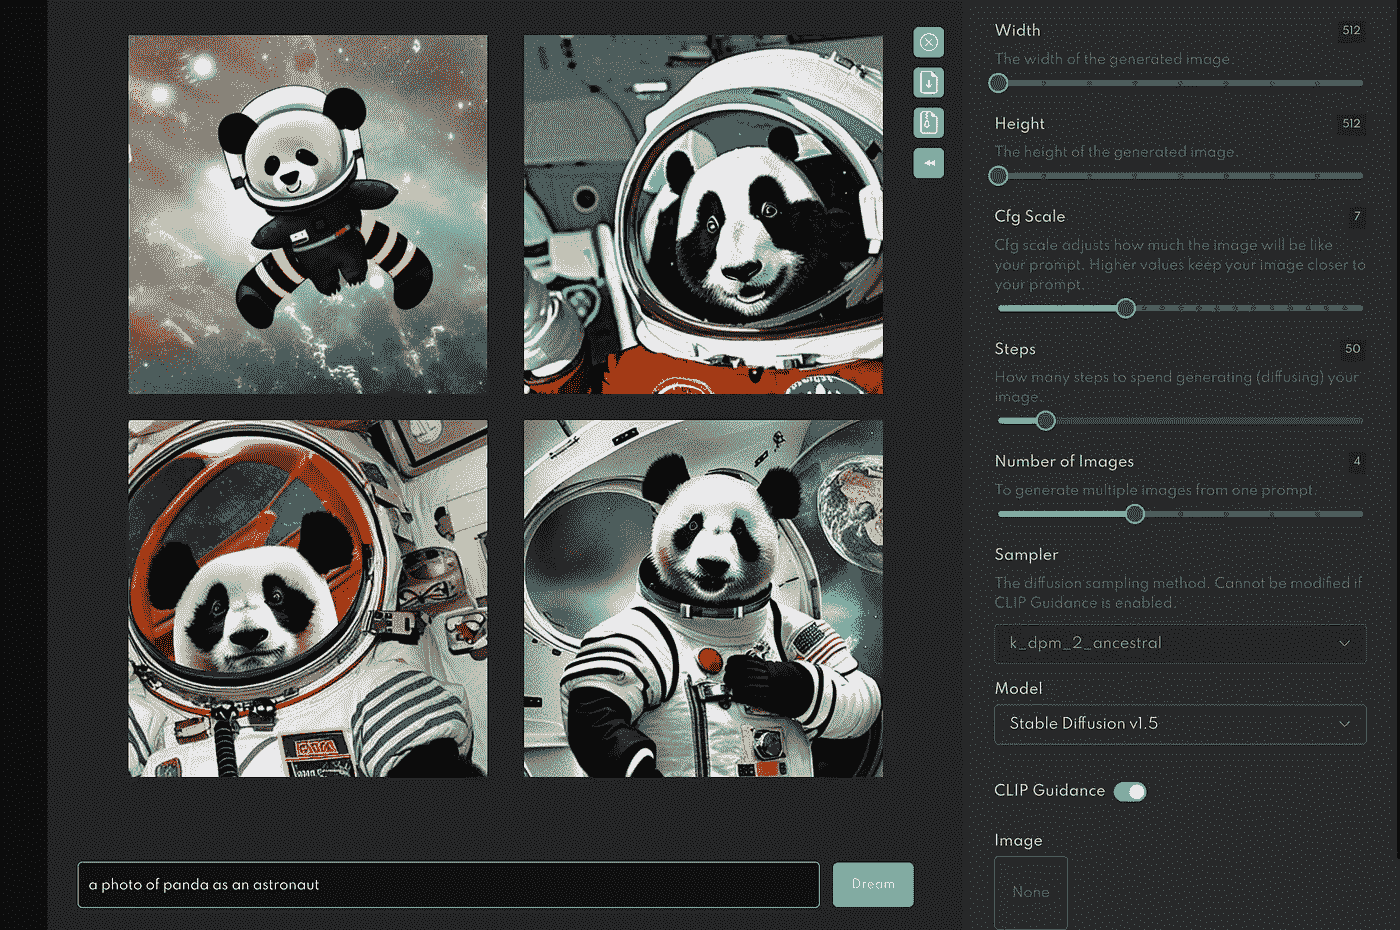 Width
512
The width of the generated image.
Height
512
The height of the generated image.
Cfg Scale
7
Cfg scale adjusts how much the image will be like
your prompt. Higher values keep your image closer to
your prompt.
Steps
50
How many steps to spend generating (diffusing) your
image.
Number of Images
4
To generate multiple images from one prompt.
Sampler
The diffusion sampling method. Cannot be modified if
CLIP Guidance is enabled.
k_dpm_2_ancestral
Model
Stable Diffusion v1.5
CLIP Guidance
Image
None
a photo of panda as an astronaut
Dream